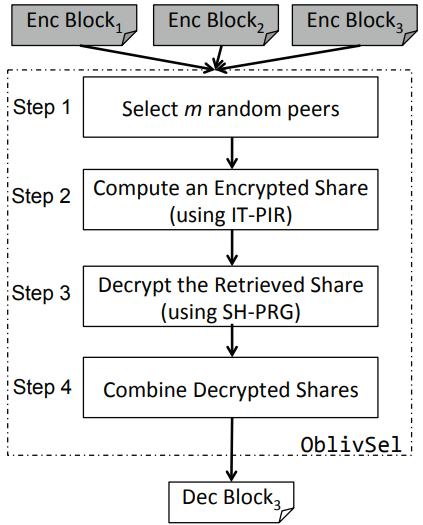 Enc Block₁ Enc Block₂ Enc Block₃
Step 1
Select m random peers
Step 2
Compute an Encrypted Share
(using IT-PIR)
Step 3
Decrypt the Retrieved Share
(using SH-PRG)
Step 4
Combine Decrypted Shares
OblivSel
Dec Block₃